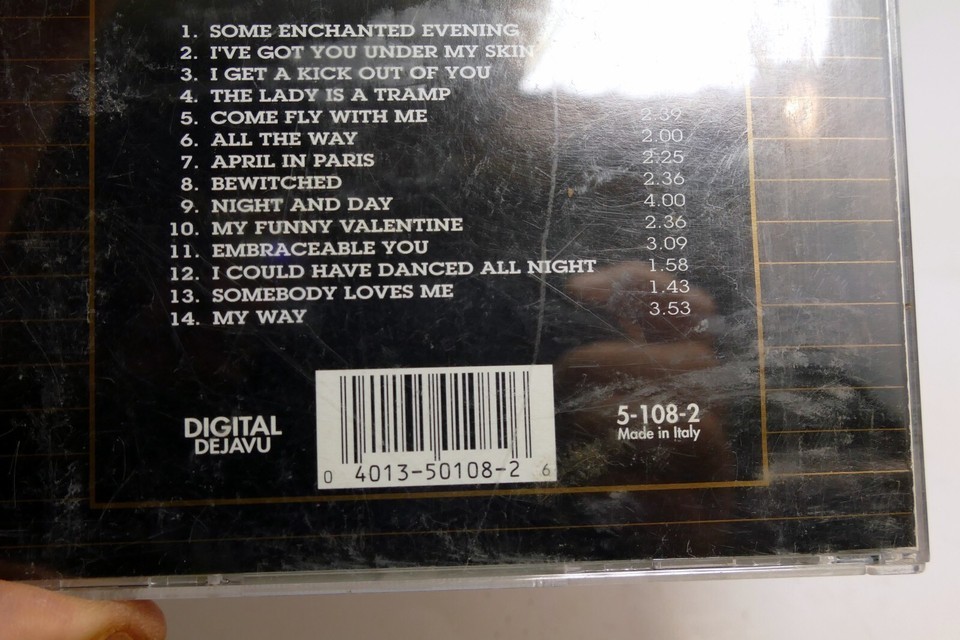 1. SOME ENCHANTED EVENING
2. I'VE GOT YOU UNDER MY SKIN
3. I GET A KICK OUT OF YOU
4. THE LADY IS A TRAMP
5. COME FLY WITH ME 2.39
6. ALL THE WAY 2.00
7. APRIL IN PARIS 2.25
8. BEWITCHED 2.36
9. NIGHT AND DAY 4.00
10. MY FUNNY VALENTINE 2.36
11. EMBRACEABLE YOU 3.09
12. I COULD HAVE DANCED ALL NIGHT 1.58
13. SOMEBODY LOVES ME 1.43
14. MY WAY 3.53
DIGITAL
DEJAVU
0 4013-50108-2 6
5-108-2
Made in Italy